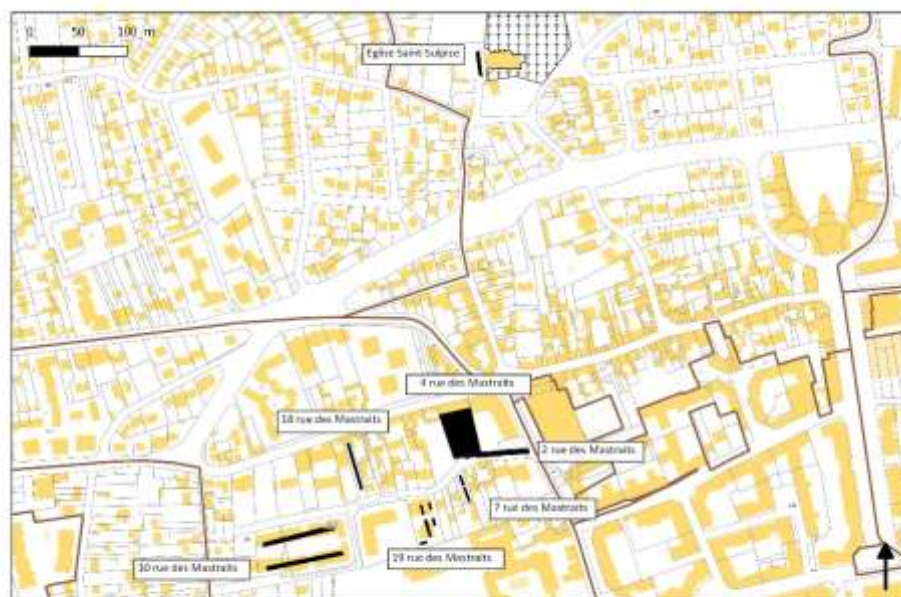 0 50 100 m
Eglise Saint-Sulpice
4 rue des Mastraits
18 rue des Mastraits
2 rue des Mastraits
7 rue des Mastraits
19 rue des Mastraits
30 rue des Mastraits